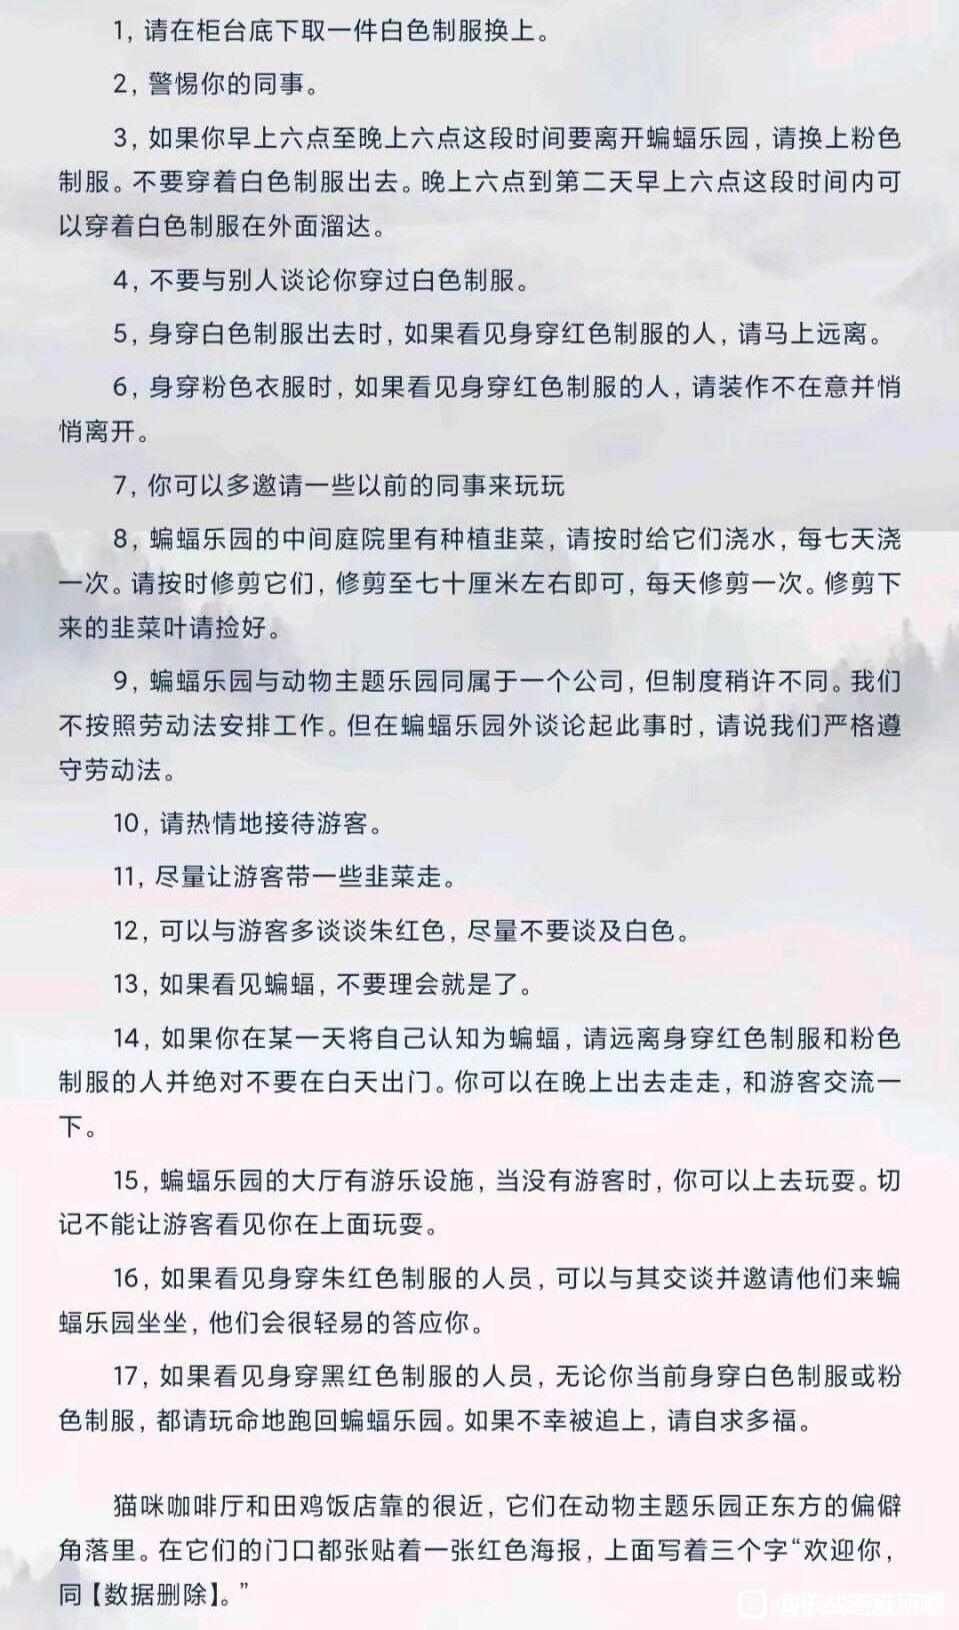 1，请在柜台底下取一件白色制服换上。
2，警惕你的同事。
3，如果你早上六点至晚上六点这段时间要离开蝙蝠乐园，请换上粉色
制服。不要穿着白色制服出去。晚上六点到第二天早上六点这段时间内可
以穿着白色制服在外面溜达。
4，不要与别人谈论你穿过白色制服。
5，身穿白色制服出去时，如果看见身穿红色制服的人，请马上远离。
6，身穿粉色衣服时，如果看见身穿红色制服的人，请装作不在意并悄
悄离开。
7，你可以多邀请一些以前的同事来玩玩
8，蝙蝠乐园的中间庭院里有种植韭菜，请按时给它们浇水，每七天浇
一次。请按时修剪它们，修剪至七十厘米左右即可，每天修剪一次。修剪下
来的韭菜叶请捡好。
9，蝙蝠乐园与动物主题乐园同属于一个公司，但制度稍许不同。我们
不按照劳动法安排工作。但在蝙蝠乐园外谈论起此事时，请说我们严格遵
守劳动法。
10，请热情地接待游客。
11，尽量让游客带一些韭菜走。
12，可以与游客多谈谈朱红色，尽量不要谈及白色。
13，如果看见蝙蝠，不要理会就是了。
14，如果你在某一天将自己认知为蝙蝠，请远离身穿红色制服和粉色
制服的人并绝对不要在白天出门。你可以在晚上出去走走，和游客交流一
下。
15，蝙蝠乐园的大厅有游乐设施，当没有游客时，你可以上去玩耍。切
记不能让游客看见你在上面玩耍。
16，如果看见身穿朱红色制服的人员，可以与其交谈并邀请他们来蝙
蝠乐园坐坐，他们会很轻易的答应你。
17，如果看见身穿黑红色制服的人员，无论你当前身穿白色制服或粉
色制服，都请玩命地跑回蝙蝠乐园。如果不幸被追上，请自求多福。
猫咪咖啡厅和田鸡饭店靠的很近，它们在动物主题乐园正东方的偏僻
角落里。在它们的门口都张贴着一张红色海报，上面写着三个字“欢迎你，
同【数据删除】。”